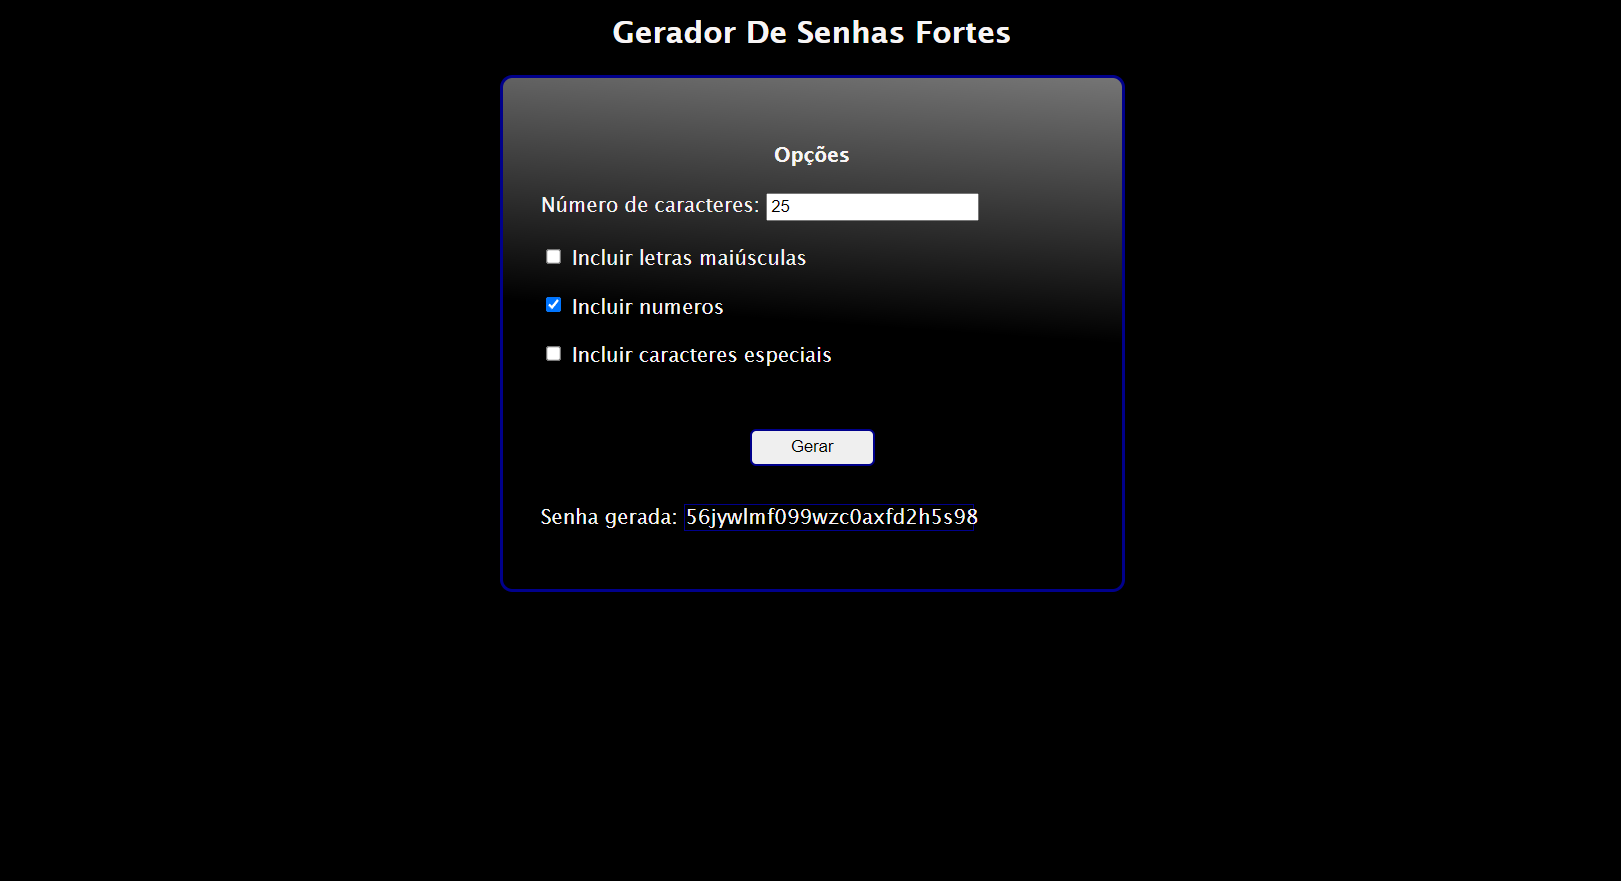 Gerador De Senhas Fortes
Opções
Número de caracteres: 25
Incluir letras maiúsculas
Incluir numeros
Incluir caracteres especiais
Gerar
Senha gerada: 56jywlmf099wzc0axfd2h5s98